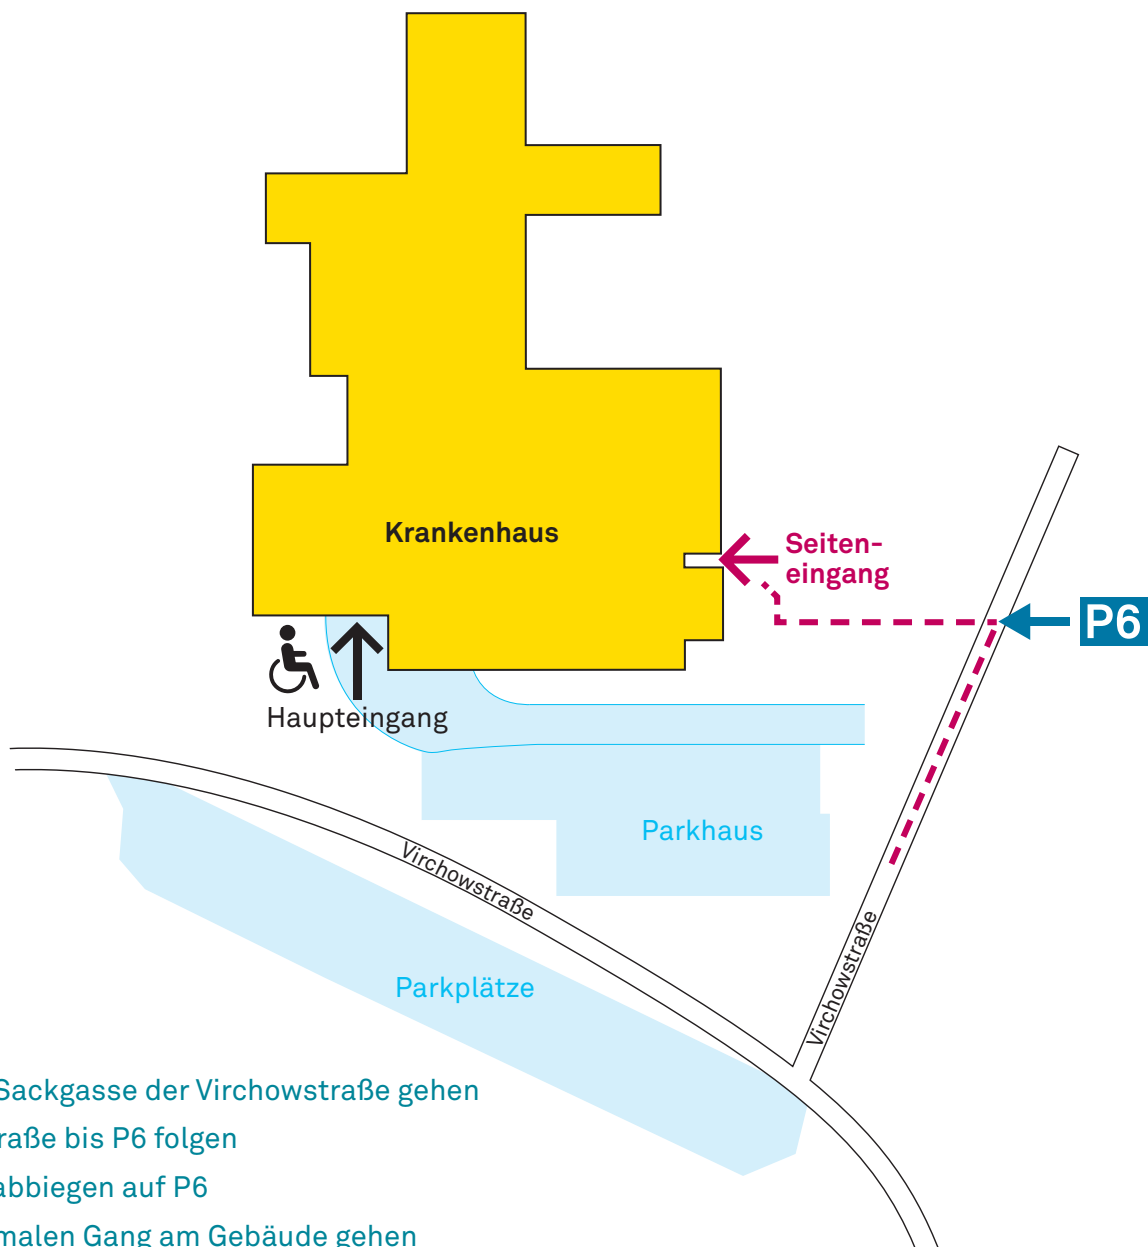 Krankenhaus
Seiten-
eingang
P6
Haupteingang
Parkhaus
Virchowstraße
Virchowstraße
Parkplätze
Sackgasse der Virchowstraße gehen
raße bis P6 folgen
abbiegen auf P6
malen Gang am Gebäude gehen